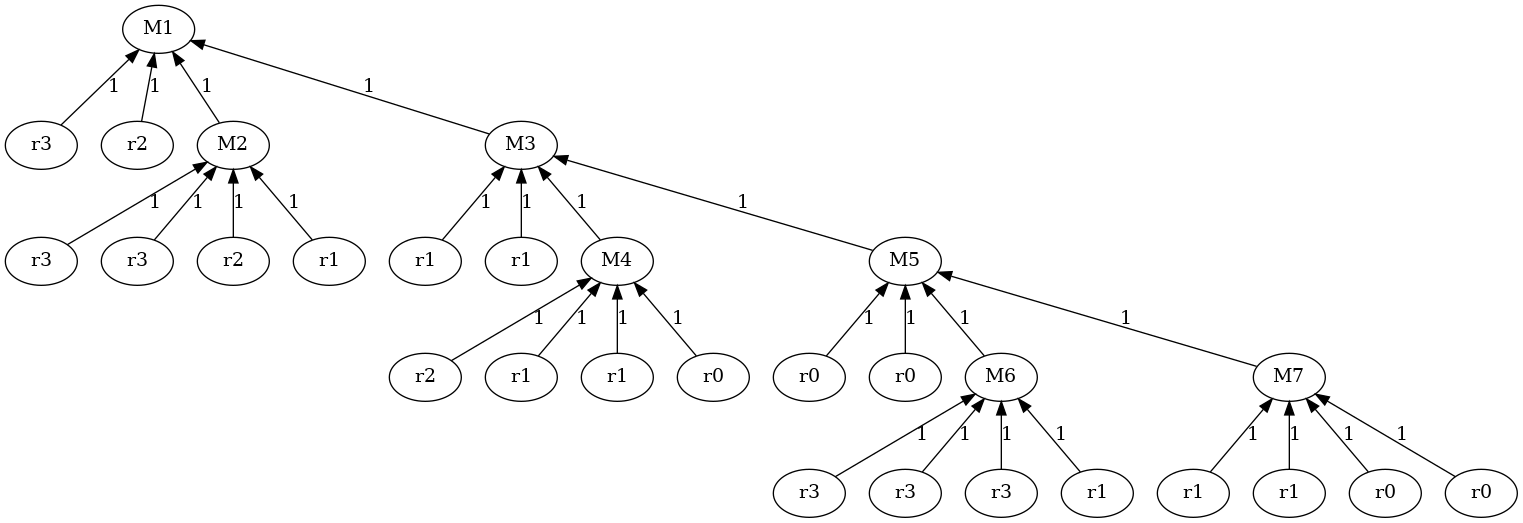 M1
1 1 1 1
r3 r2 M2 M3
1 1 1 1 1 1 1 1
r3 r3 r2 r1 r1 r1 M4 M5
1 1 1 1 1 1 1 1
r2 r1 r1 r0 r0 r0 M6 M7
1 1 1 1 1 1 1 1
r3 r3 r3 r1 r1 r1 r0 r0